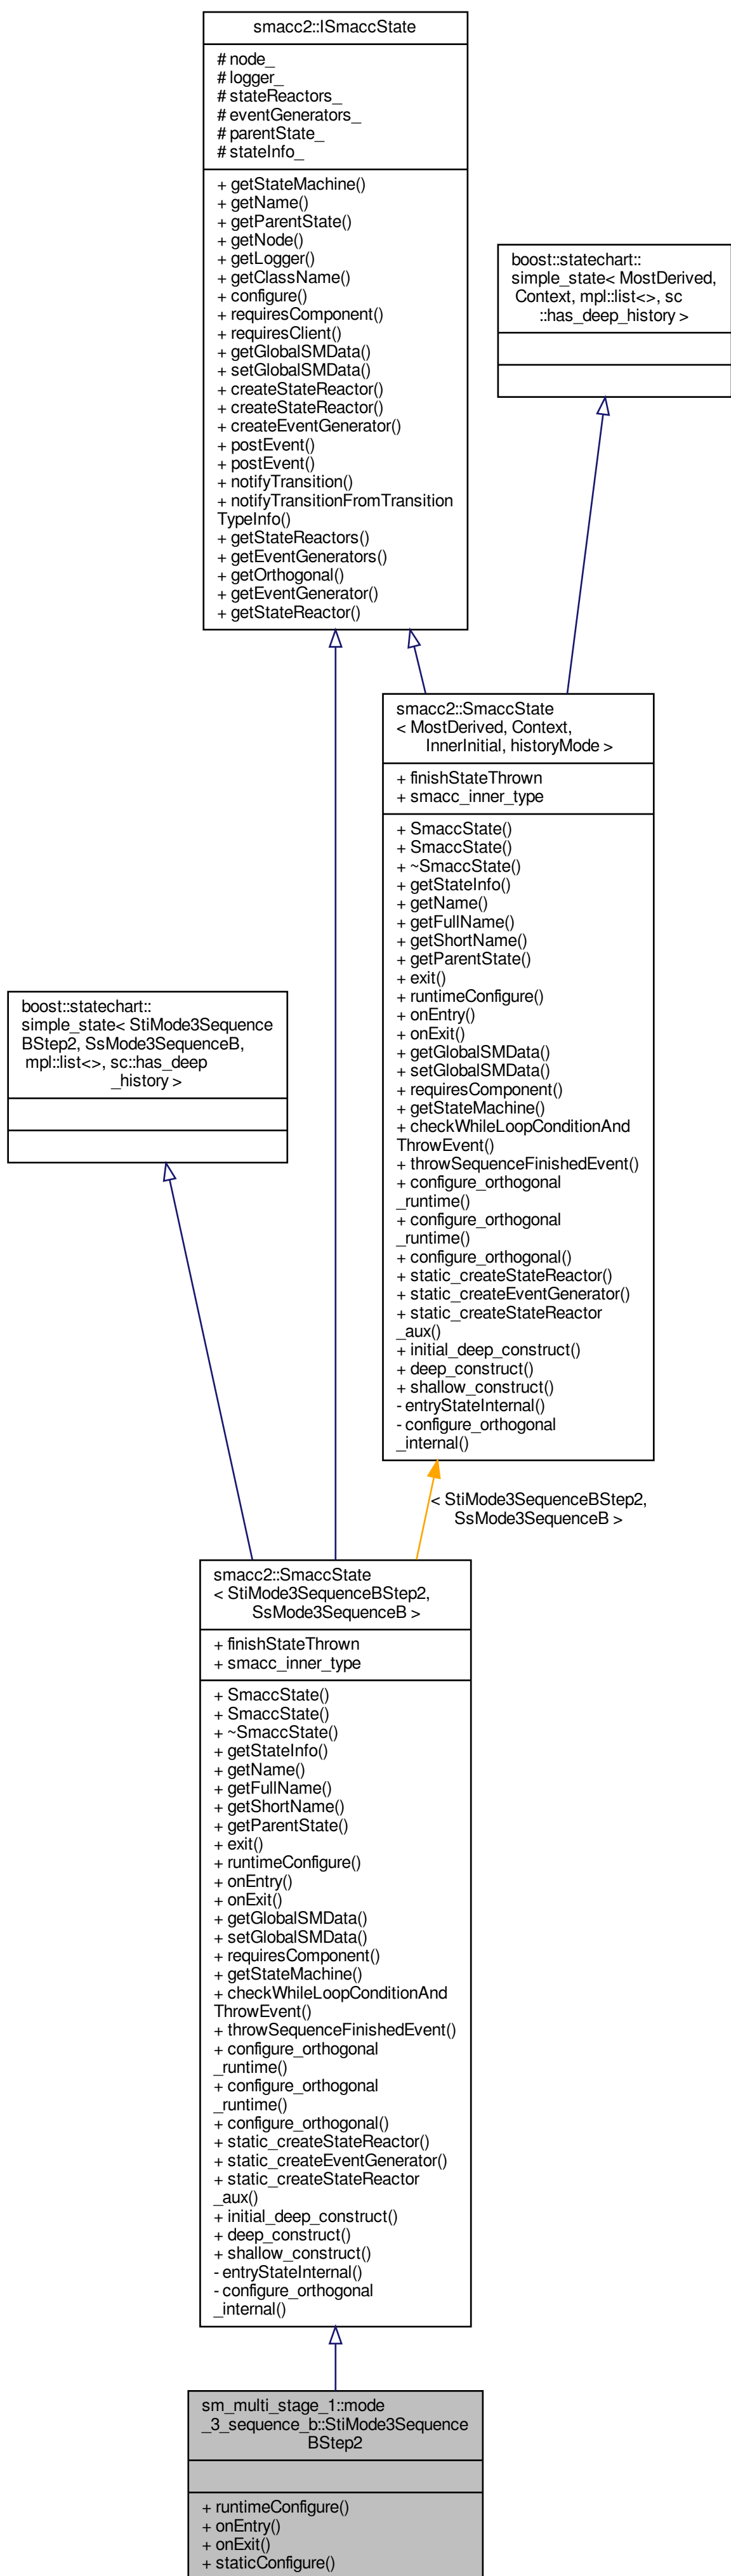 smacc2::ISmaccState
# node_
# logger_
# stateReactors_
# eventGenerators_
# parentState_
# stateInfo_
+ getStateMachine()
+ getName()
+ getParentState()
+ getNode()
+ getLogger()
+ getClassName()
+ configure()
+ requiresComponent()
+ requiresClient()
+ getGlobalSMData()
+ setGlobalSMData()
+ createStateReactor()
+ createStateReactor()
+ createEventGenerator()
+ postEvent()
+ postEvent()
+ notifyTransition()
+ notifyTransitionFromTransition
TypeInfo()
+ getStateReactors()
+ getEventGenerators()
+ getOrthogonal()
+ getEventGenerator()
+ getStateReactor()
boost::statechart::
simple_state< MostDerived,
Context, mpl::list<>, sc
::has_deep_history >
smacc2::SmaccState
< MostDerived, Context,
InnerInitial, historyMode >
+ finishStateThrown
+ smacc_inner_type
+ SmaccState()
+ SmaccState()
+ ~SmaccState()
+ getStateInfo()
+ getName()
+ getFullName()
+ getShortName()
+ getParentState()
+ exit()
+ runtimeConfigure()
+ onEntry()
+ onExit()
+ getGlobalSMData()
+ setGlobalSMData()
+ requiresComponent()
+ getStateMachine()
+ checkWhileLoopConditionAnd
ThrowEvent()
+ throwSequenceFinishedEvent()
+ configure_orthogonal
_runtime()
+ configure_orthogonal
_runtime()
+ configure_orthogonal()
+ static_createStateReactor()
+ static_createEventGenerator()
+ static_createStateReactor
_aux()
+ initial_deep_construct()
+ deep_construct()
+ shallow_construct()
- entryStateInternal()
- configure_orthogonal
_internal()
boost::statechart::
simple_state< StiMode3Sequence
BStep2, SsMode3SequenceB,
mpl::list<>, sc::has_deep
_history >
< StiMode3SequenceBStep2,
SsMode3SequenceB >
smacc2::SmaccState
< StiMode3SequenceBStep2,
SsMode3SequenceB >
+ finishStateThrown
+ smacc_inner_type
+ SmaccState()
+ SmaccState()
+ ~SmaccState()
+ getStateInfo()
+ getName()
+ getFullName()
+ getShortName()
+ getParentState()
+ exit()
+ runtimeConfigure()
+ onEntry()
+ onExit()
+ getGlobalSMData()
+ setGlobalSMData()
+ requiresComponent()
+ getStateMachine()
+ checkWhileLoopConditionAnd
ThrowEvent()
+ throwSequenceFinishedEvent()
+ configure_orthogonal
_runtime()
+ configure_orthogonal
_runtime()
+ configure_orthogonal()
+ static_createStateReactor()
+ static_createEventGenerator()
+ static_createStateReactor
_aux()
+ initial_deep_construct()
+ deep_construct()
+ shallow_construct()
- entryStateInternal()
- configure_orthogonal
_internal()
sm_multi_stage_1::mode
_3_sequence_b::StiMode3Sequence
BStep2
+ runtimeConfigure()
+ onEntry()
+ onExit()
+ staticConfigure()